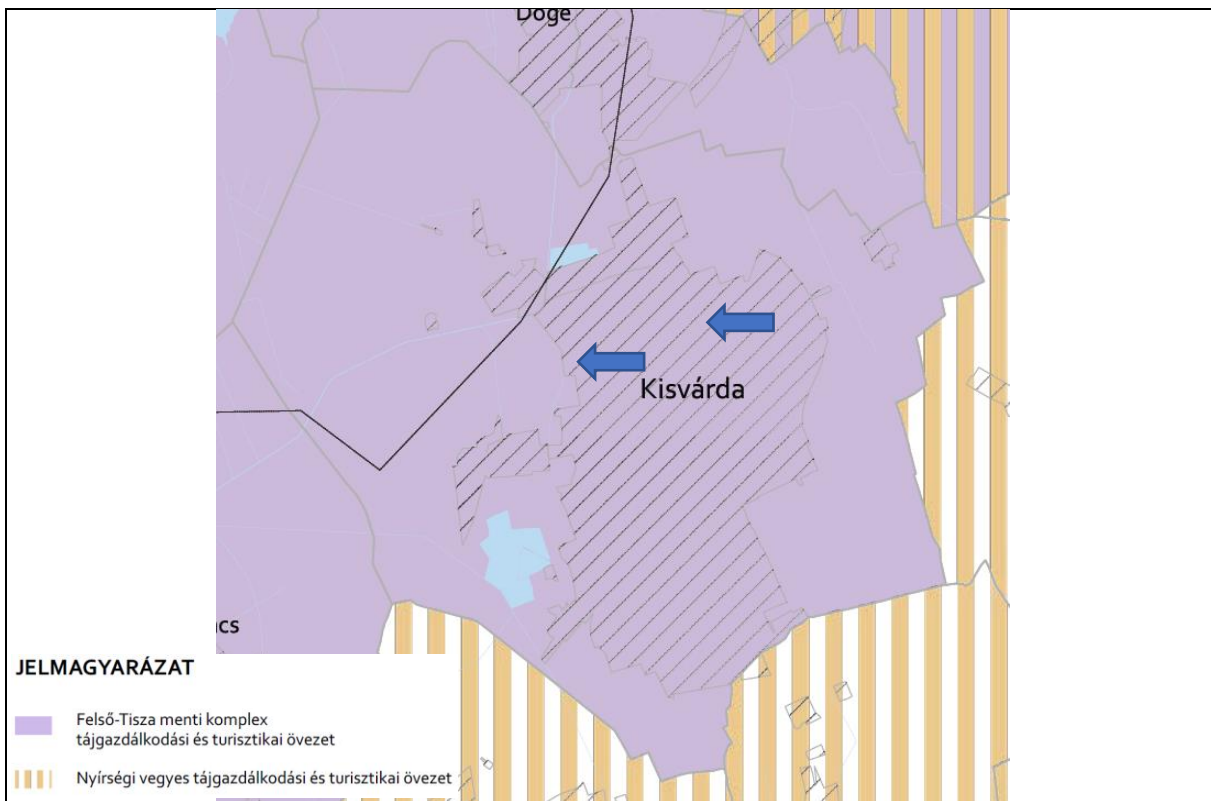 Döge
Kisvárda
cs
JELMAGYARÁZAT
Felső-Tisza menti komplex
tájgazdálkodási és turisztikai övezet
Nyírségi vegyes tájgazdálkodási és turisztikai övezet